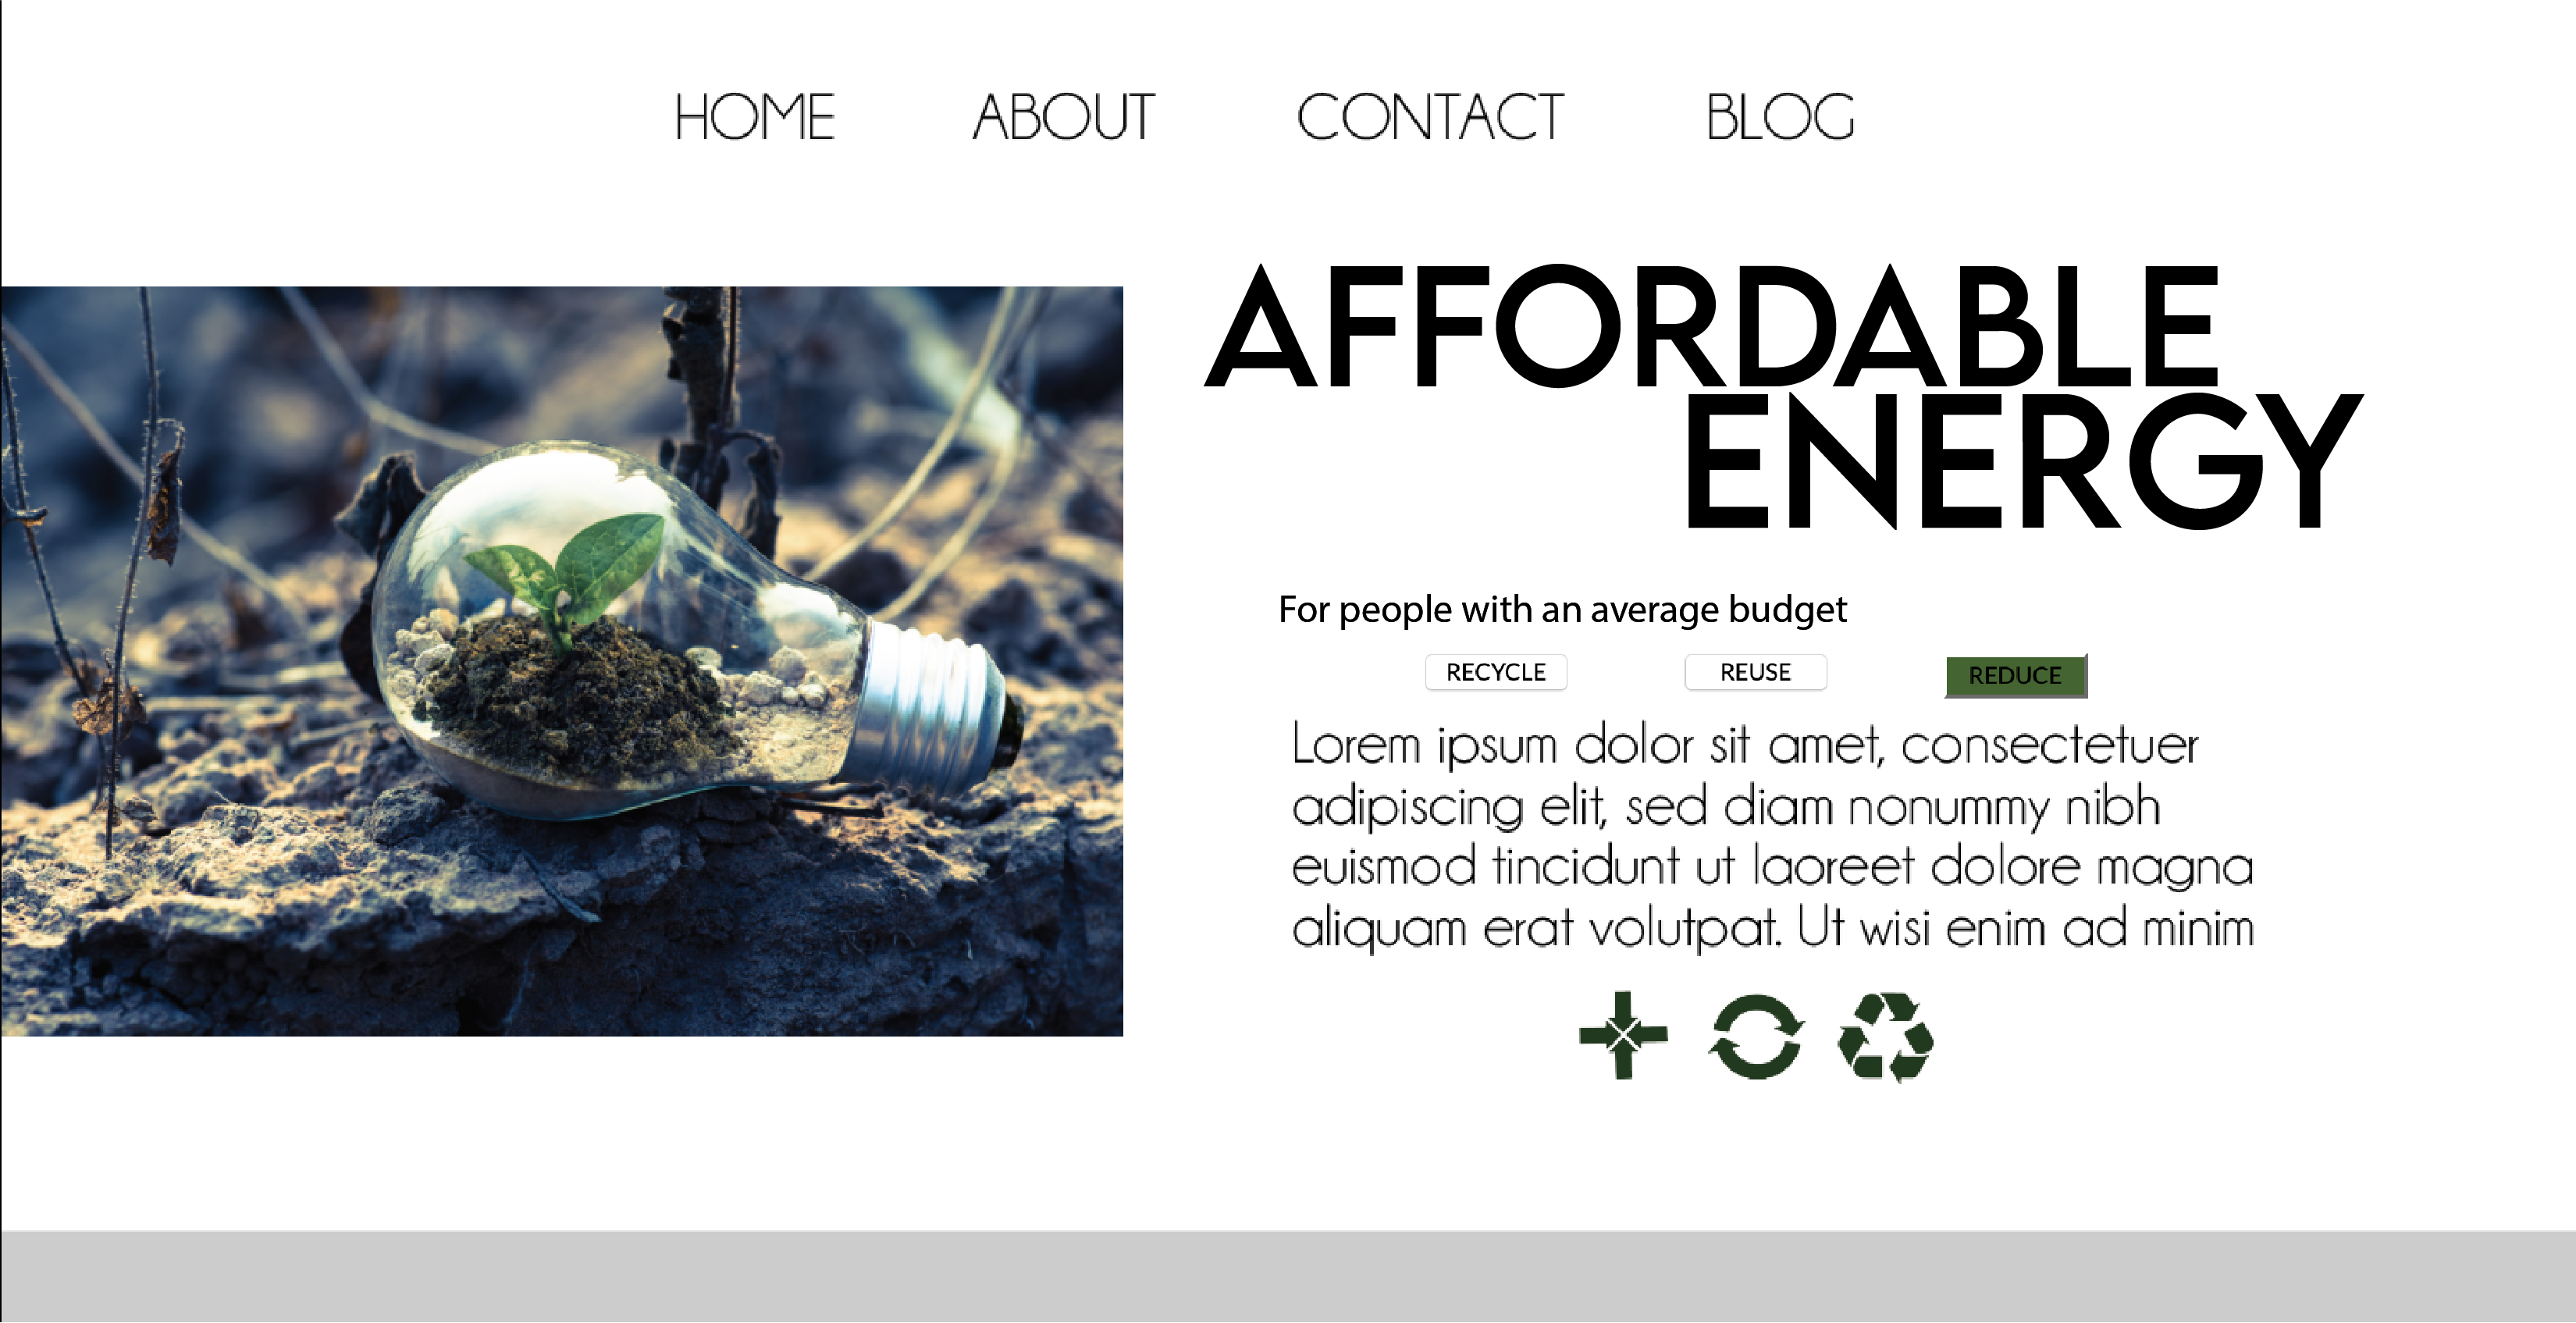 HOME ABOUT CONTACT BLOG
AFFORDABLE
ENERGY
For people with an average budget
RECYCLE REUSE REDUCE
Lorem ipsum dolor sit amet, consectetuer
adipiscing elit, sed diam nonummy nibh
euismod tincidunt ut laoreet dolore magna
aliquam erat volutpat. Ut wisi enim ad minim